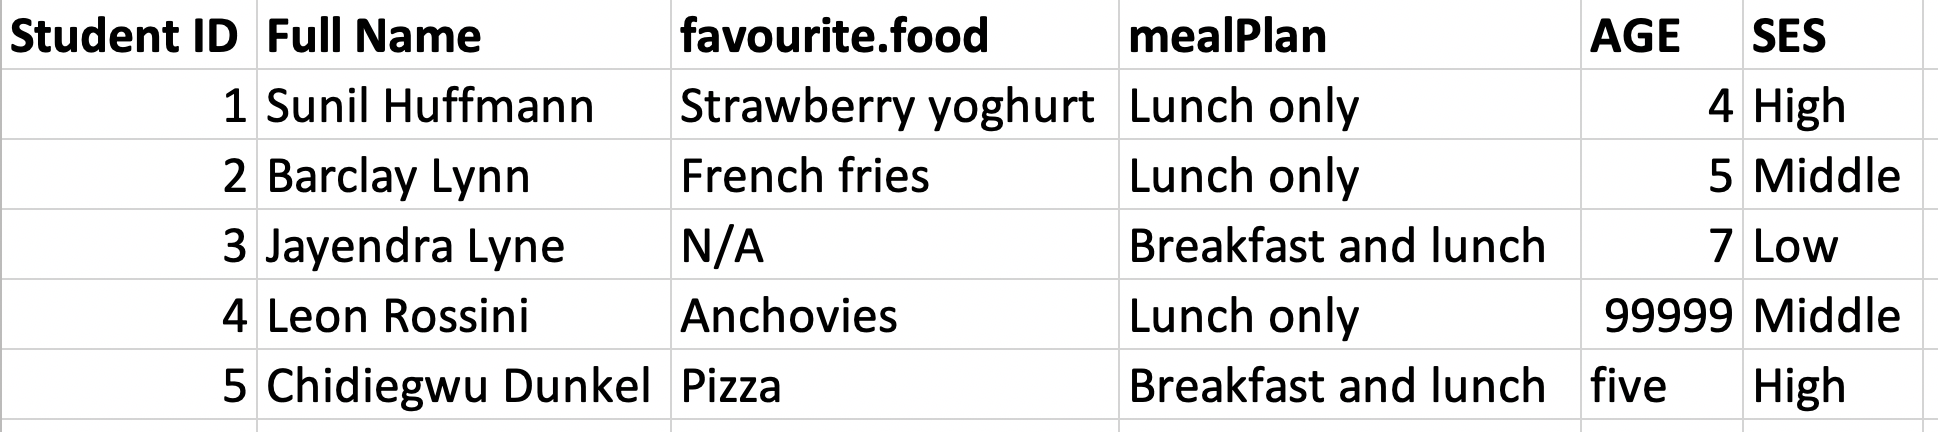 Student ID Full Name favourite.food mealPlan AGE SES
1 Sunil Huffmann Strawberry yoghurt Lunch only 4 High
2 Barclay Lynn French fries Lunch only 5 Middle
3 Jayendra Lyne N/A Breakfast and lunch 7 Low
4 Leon Rossini Anchovies Lunch only 99999 Middle
5 Chidiegwu Dunkel Pizza Breakfast and lunch five High